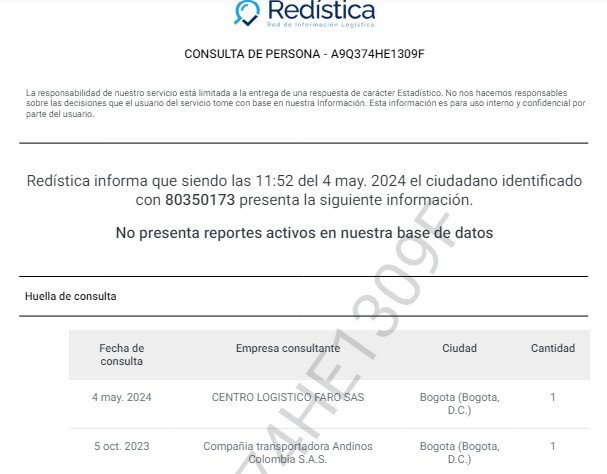 Redística
Red de Información Logística
CONSULTA DE PERSONA - A9Q374HE1309F
La responsabilidad de nuestro servicio está limitada a la entrega de una respuesta de carácter Estadístico. No nos hacemos responsables
sobre las decisiones que el usuario del servicio tome con base en nuestra Información. Esta información es para uso interno y confidencial por
parte del usuario.
Redística informa que siendo las 11:52 del 4 may. 2024 el ciudadano identificado
con 80350173 presenta la siguiente información.
No presenta reportes activos en nuestra base de datos
Huella de consulta
Fecha de
consulta
Empresa consultante
Ciudad
Cantidad
4 may. 2024
CENTRO LOGISTICO FARO SAS
Bogota (Bogota,
D.C.)
1
5 oct. 2023
Compañia transportadora Andinos
Colombia S.A.S.
Bogota (Bogota,
D.C.)
1
74HE1309F